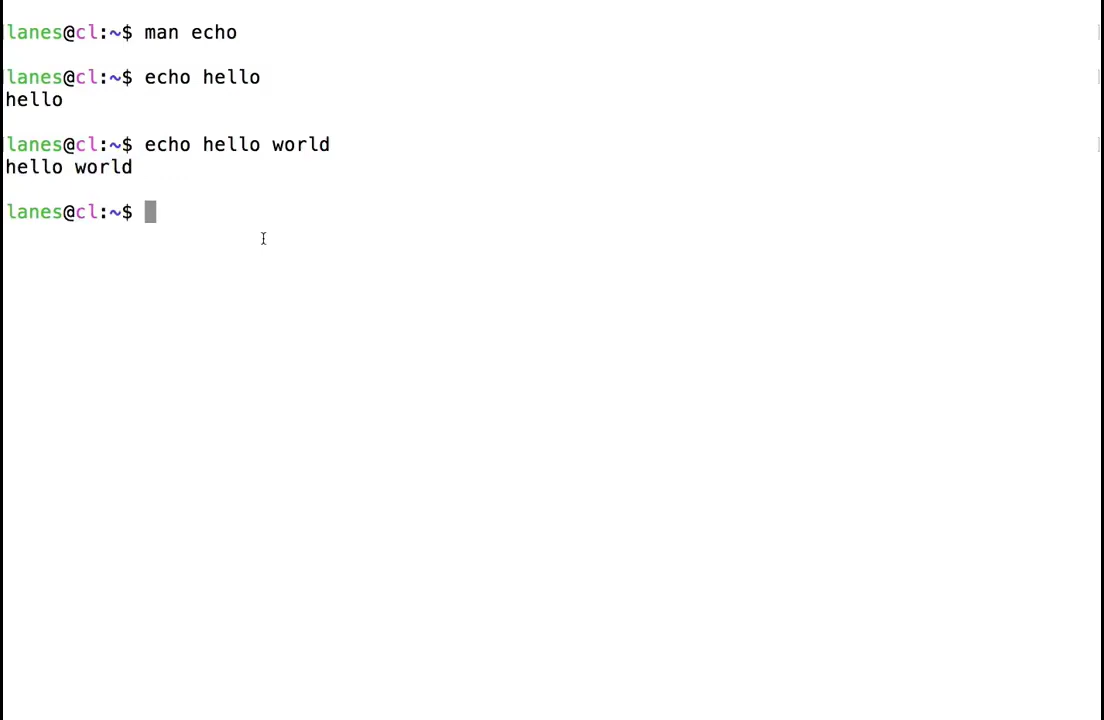 lanes@cl:~$ man echo
lanes@cl:~$ echo hello
hello
lanes@cl:~$ echo hello world
hello world
lanes@cl:~$